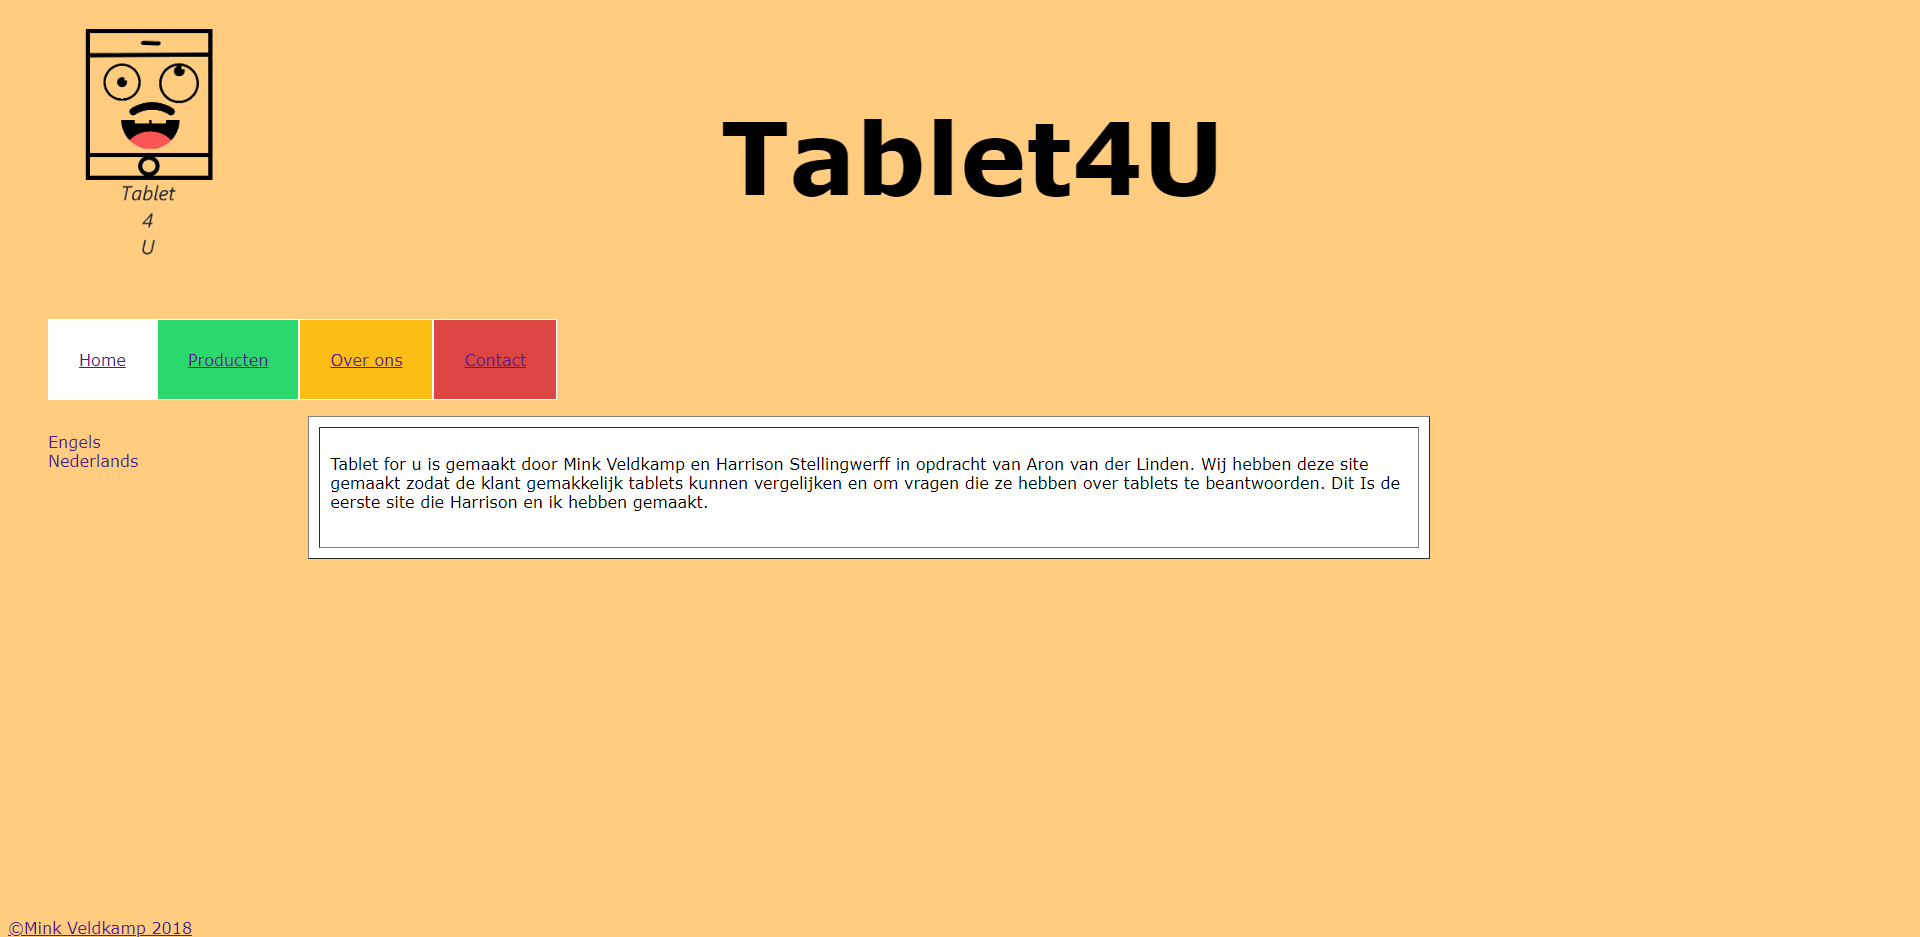 Tablet
4
U
Tablet4U
Home
Producten
Over ons
Contact
Engels
Nederlands
Tablet for u is gemaakt door Mink Veldkamp en Harrison Stellingwerff in opdracht van Aron van der Linden. Wij hebben deze site
gemaakt zodat de klant gemakkelijk tablets kunnen vergelijken en om vragen die ze hebben over tablets te beantwoorden. Dit Is de
eerste site die Harrison en ik hebben gemaakt.
©Mink Veldkamp 2018